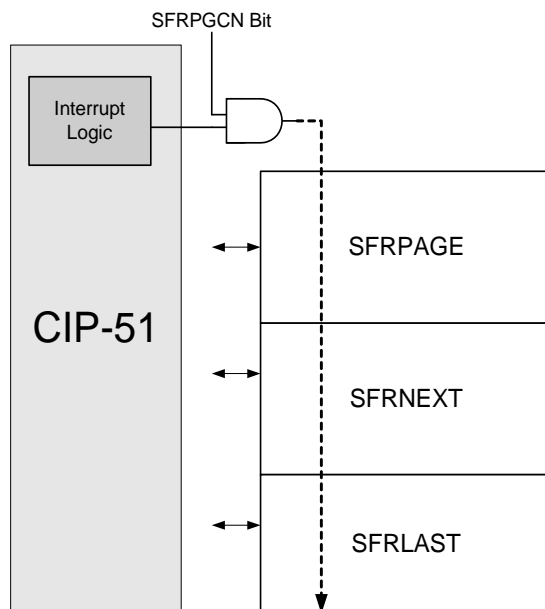 SFRPGCN Bit
Interrupt
Logic
SFRPAGE
CIP-51
SFRNEXT
SFRLAST